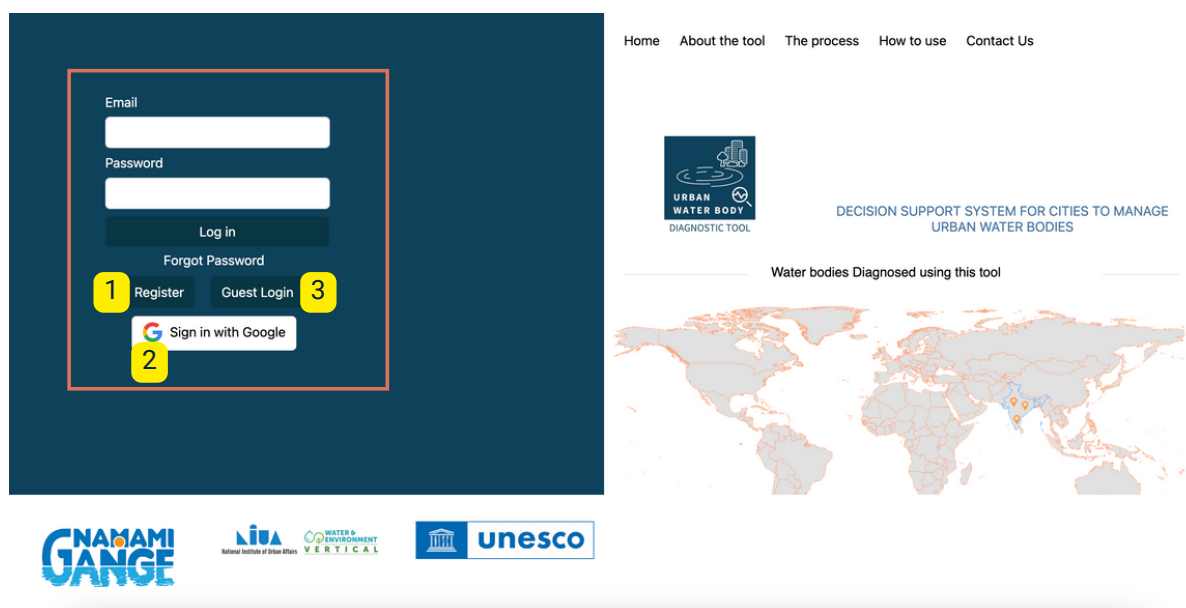 Email
Password
Log in
Forgot Password
1 Register Guest Login 3
Sign in with Google
2
Home About the tool The process How to use Contact Us
URBAN
WATER BODY
DIAGNOSTIC TOOL
DECISION SUPPORT SYSTEM FOR CITIES TO MANAGE
URBAN WATER BODIES
Water bodies Diagnosed using this tool
NAMAMI
GANGE
NIUA
National Institute of Urban Affairs
WATER &
ENVIRONMENT
VERTICAL
unesco